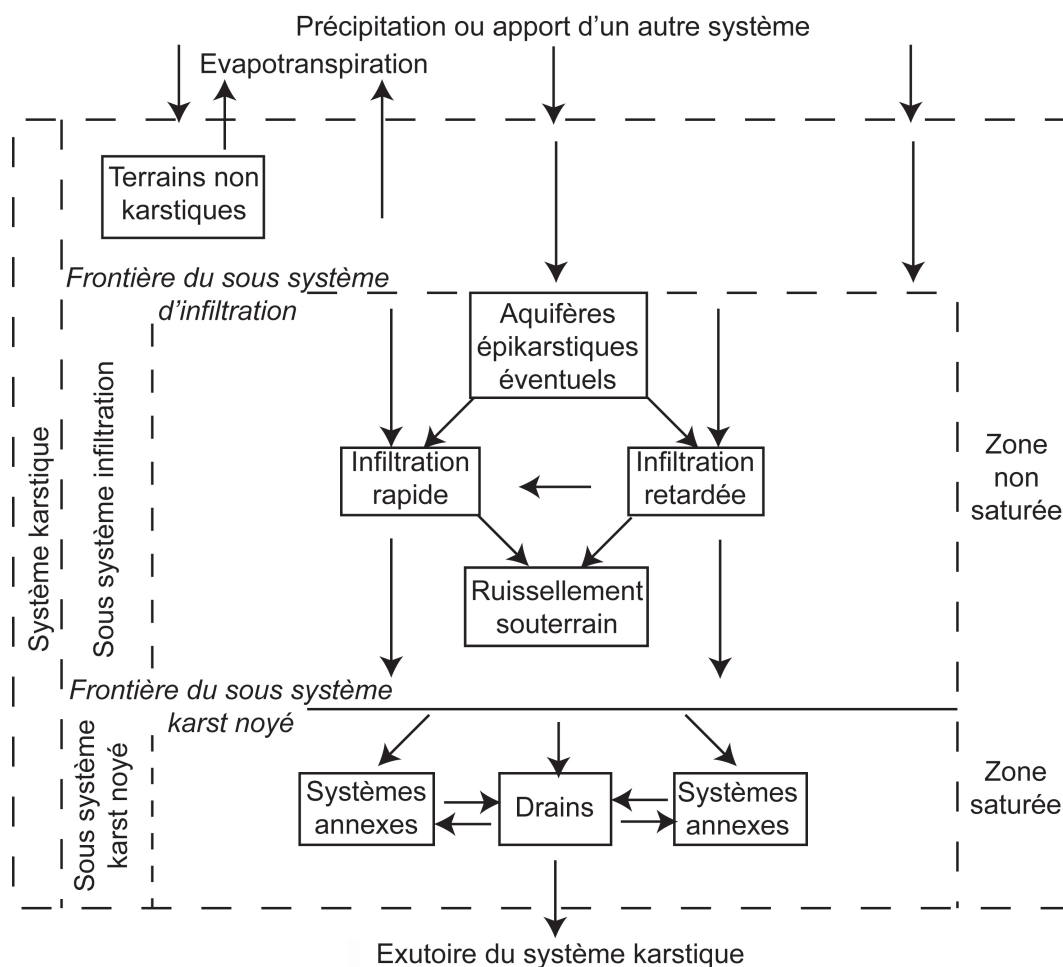 Précipitation ou apport d'un autre système
Evapotranspiration
Terrains non
karstiques
Frontière du sous système
d'infiltration
Aquifères
épikarstiques
éventuels
Infiltration
rapide
Infiltration
retardée
Ruissellement
souterrain
Zone
non
saturée
Système karstique
Sous système infiltration
Frontière du sous système
karst noyé
Sous système
karst noyé
Systèmes
annexes
Drains
Systèmes
annexes
Zone
saturée
Exutoire du système karstique